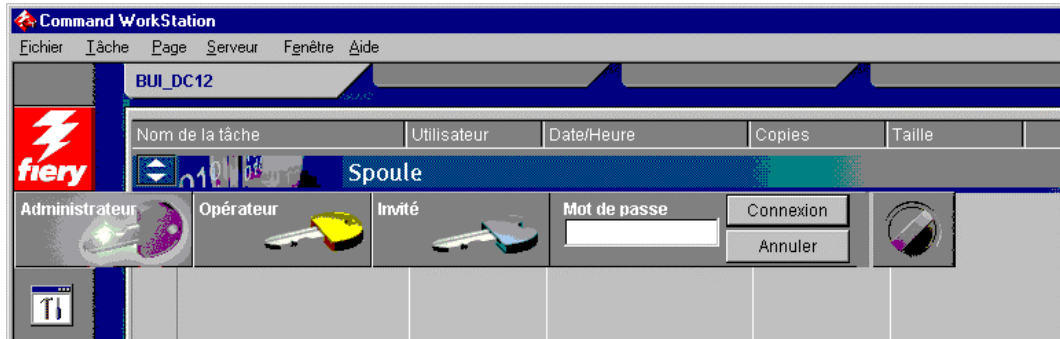 Command WorkStation
Fichier Tâche Page Serveur Fenêtre Aide
BUI_DC12
Nom de la tâche Utilisateur Date/Heure Copies Taille
fiery
Spoule
Administrateur Opérateur Invité Mot de passe Connexion
Annuler